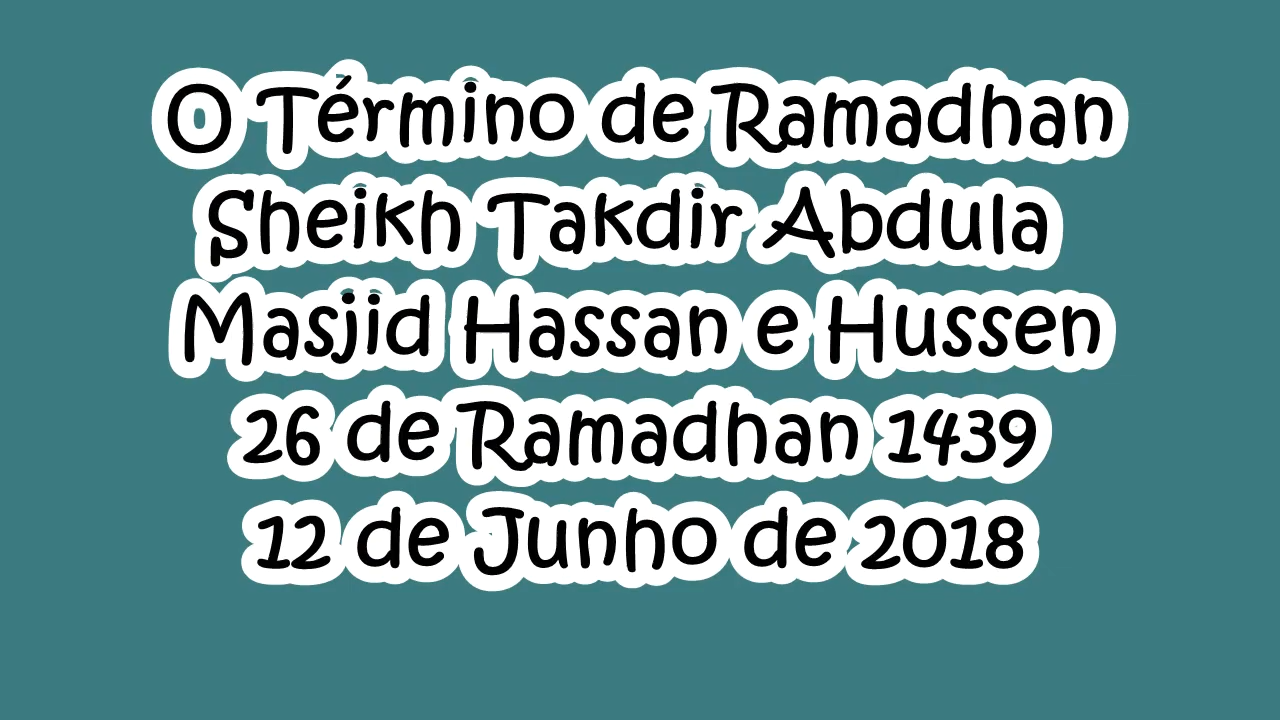 O Término de Ramadhan
Sheikh Takdir Abdula
Masjid Hassan e Hussen
26 de Ramadhan 1439
12 de Junho de 2018